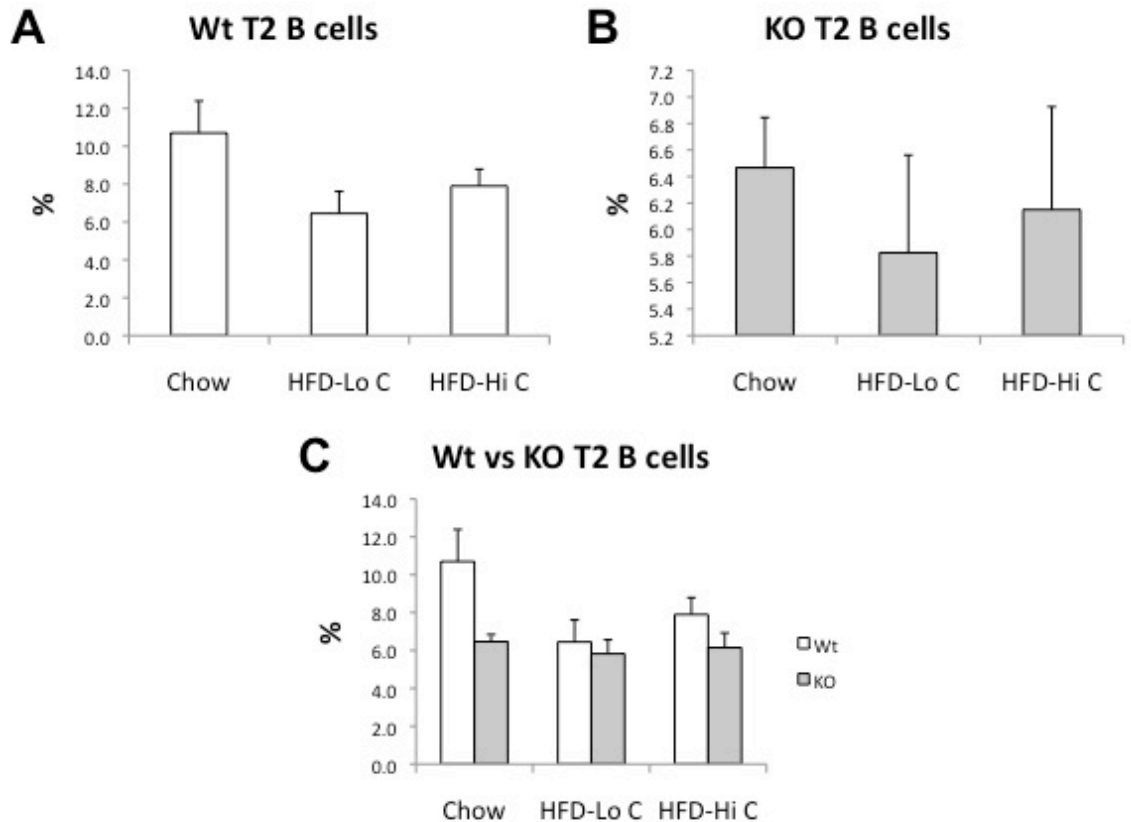 A
Wt T2 B cells
%
14.0
12.0
10.0
8.0
6.0
4.0
2.0
0.0
Chow HFD-Lo C HFD-Hi C
B
KO T2 B cells
%
7.2
7.0
6.8
6.6
6.4
6.2
6.0
5.8
5.6
5.4
5.2
Chow HFD-Lo C HFD-Hi C
C
Wt vs KO T2 B cells
%
14.0
12.0
10.0
8.0
6.0
4.0
2.0
0.0
Chow HFD-Lo C HFD-Hi C
Wt
KO